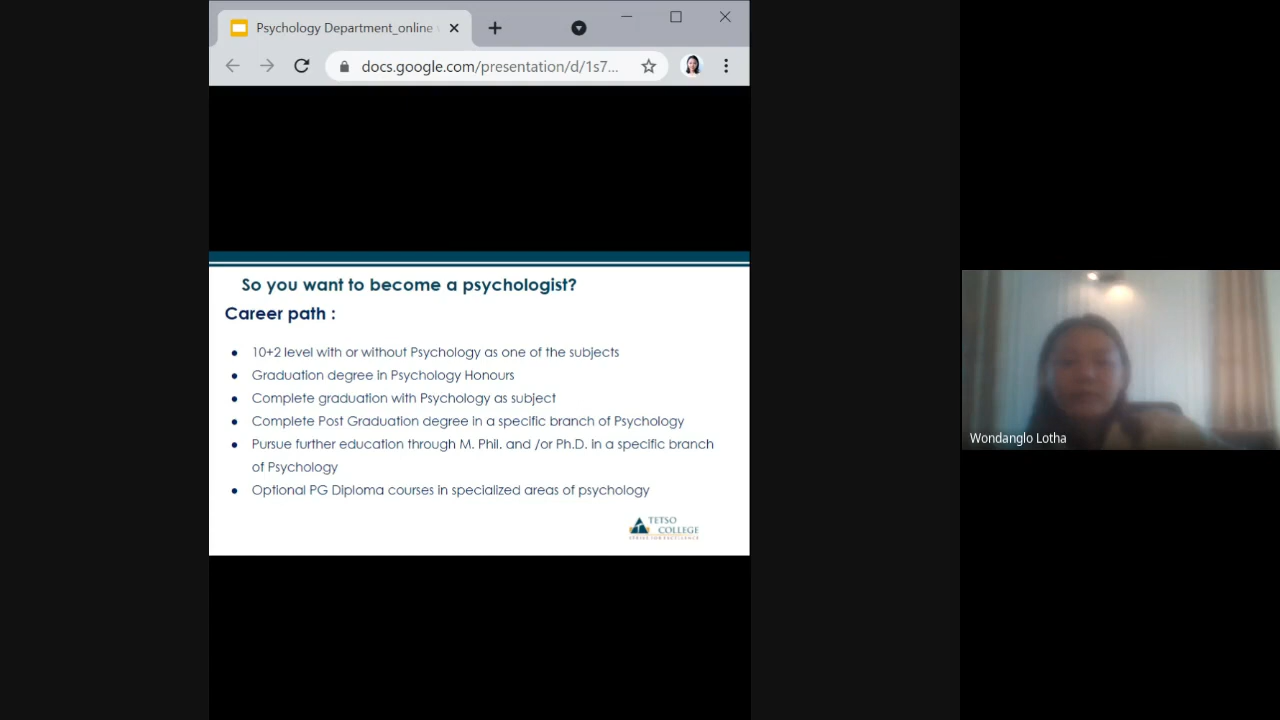 Psychology Department_online
docs.google.com/presentation/d/1s7...
So you want to become a psychologist?
Career path :
10+2 level with or without Psychology as one of the subjects
Graduation degree in Psychology Honours
Complete graduation with Psychology as subject
Complete Post Graduation degree in a specific branch of Psychology
Pursue further education through M. Phil. and /or Ph.D. in a specific branch
of Psychology
Optional PG Diploma courses in specialized areas of psychology
TETSO
COLLEGE
STRIVE FOR EXCELLENCE
Wondanglo Lotha